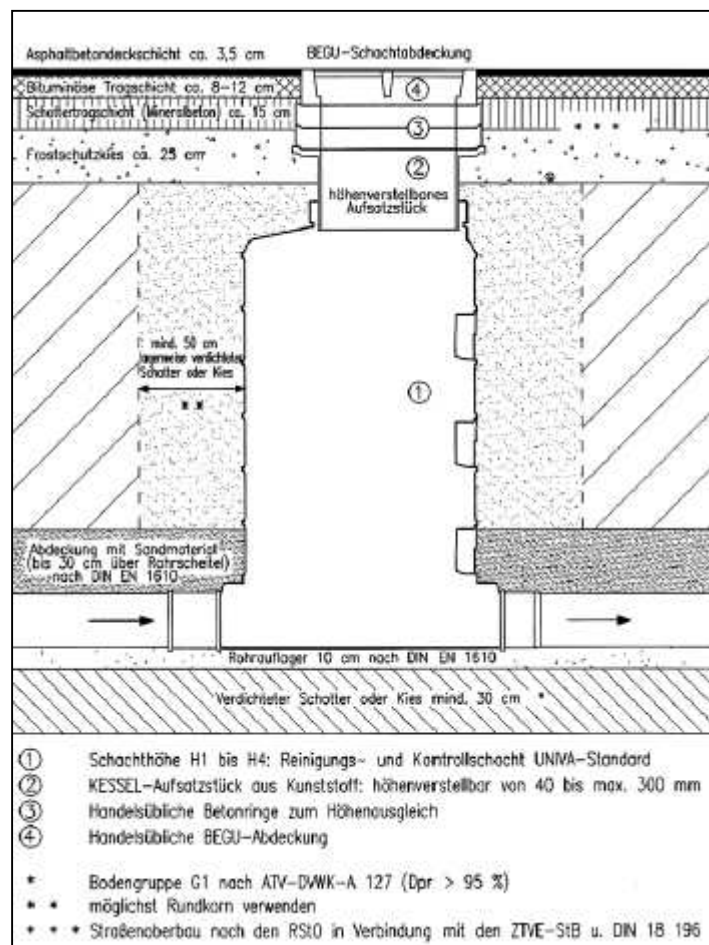 Asphaltbetondeckschicht ca. 3,5 cm
BEGU-Schachtabdeckung
Bituminöse Tragschicht ca. 8-12 cm
④
Schottertragschicht (Mineralbeton) ca. 15 cm
③
* * *
Frostschutzkies ca. 25 cm
②
höhenverstellbares
Aufsatzstück
mind. 50 cm
lagenweise verdichteter
Schotter oder Kies
* *
①
Abdeckung mit Sandmaterial
(bis 30 cm über Rohrscheitel)
nach DIN EN 1610
Rohrauflager 10 cm nach DIN EN 1610
Verdichteter Schotter oder Kies mind. 30 cm *
① Schachthöhe H1 bis H4: Reinigungs- und Kontrollschacht UNIVA-Standard
② KESSEL-Aufsatzstück aus Kunststoff: höhenverstellbar von 40 bis max. 300 mm
③ Handelsübliche Betonringe zum Höhenausgleich
④ Handelsübliche BEGU-Abdeckung
* Bodengruppe G1 nach ATV-DVWK-A 127 (Dpr > 95 %)
* * möglichst Rundkorn verwenden
* * * Straßenoberbau nach den RStO in Verbindung mit den ZTVE-StB u. DIN 18 196